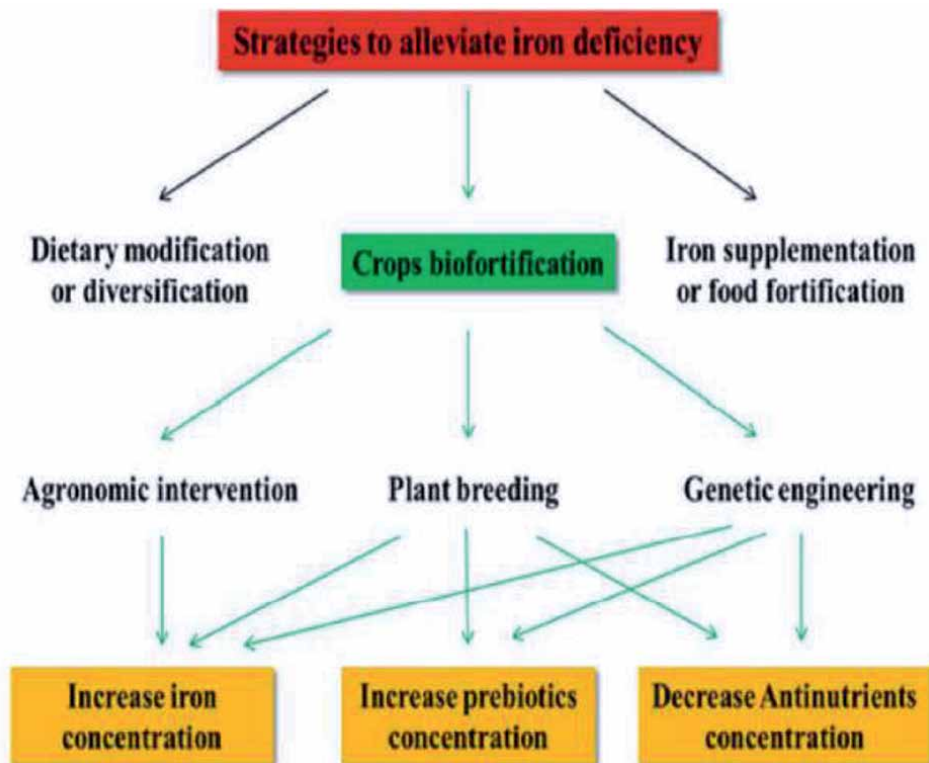 Strategies to alleviate iron deficiency
Dietary modification
or diversification
Crops biofortification
Iron supplementation
or food fortification
Agronomic intervention
Plant breeding
Genetic engineering
Increase iron
concentration
Increase prebiotics
concentration
Decrease Antinutrients
concentration